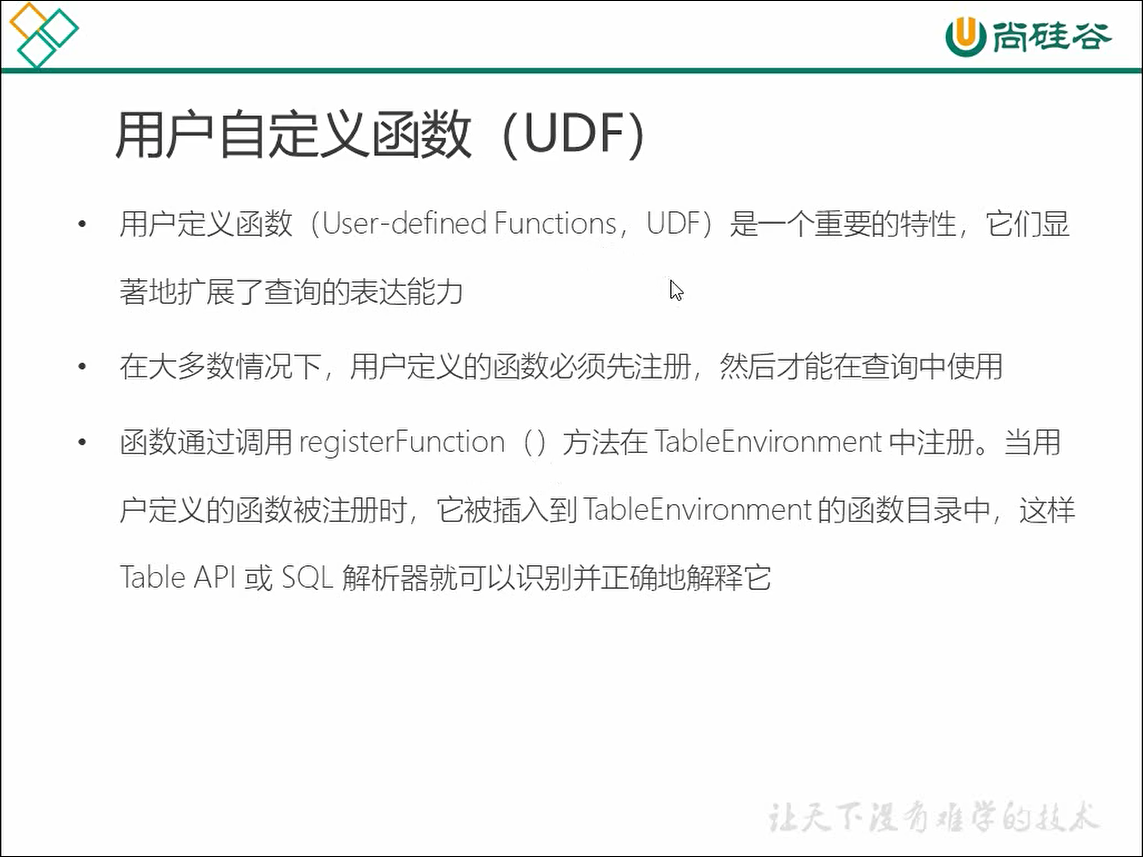 尚硅谷
用户自定义函数（UDF）
• 用户定义函数（User-defined Functions，UDF）是一个重要的特性，它们显
著地扩展了查询的表达能力
• 在大多数情况下，用户定义的函数必须先注册，然后才能在查询中使用
• 函数通过调用 registerFunction（）方法在 TableEnvironment 中注册。当用
户定义的函数被注册时，它被插入到 TableEnvironment 的函数目录中，这样
Table API 或 SQL 解析器就可以识别并正确地解释它
让天下没有难学的技术